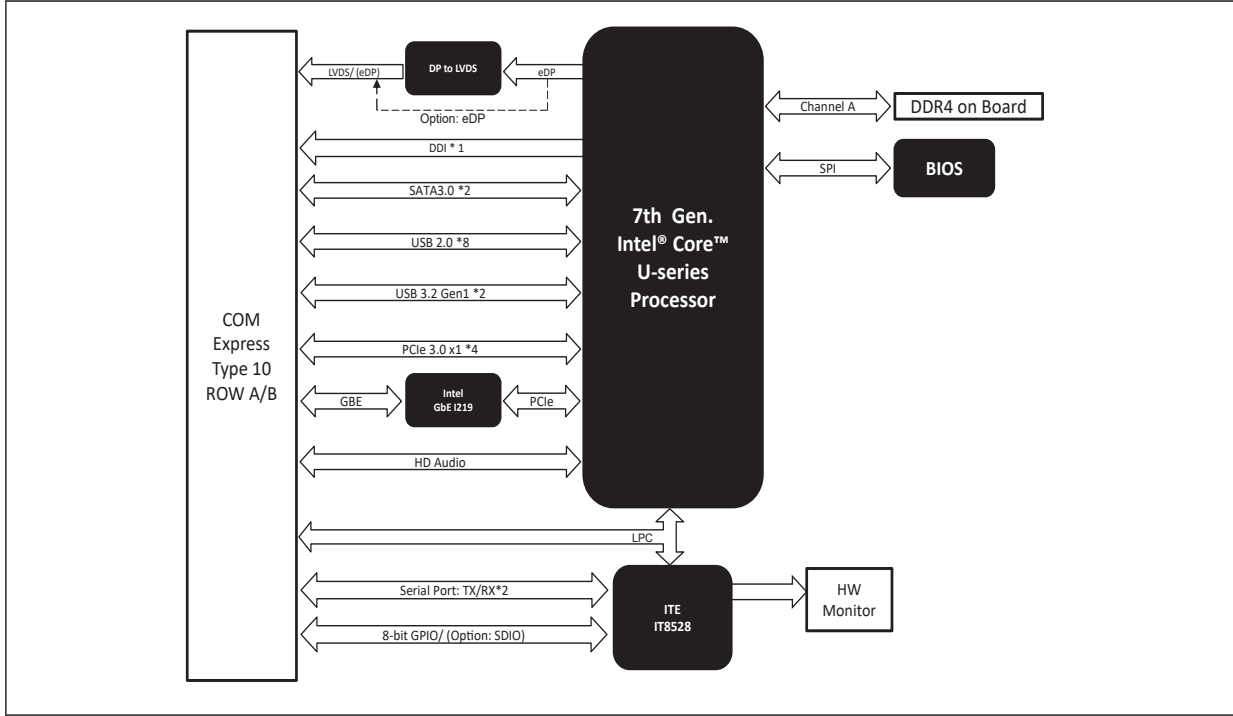 LVDS/ (eDP)
DP to LVDS
eDP
Option: eDP
DDI * 1
SATA3.0 *2
USB 2.0 *8
USB 3.2 Gen1 *2
PCIe 3.0 x1 *4
GBE
Intel
GbE I219
PCIe
HD Audio
LPC
Serial Port: TX/RX*2
8-bit GPIO/ (Option: SDIO)
COM
Express
Type 10
ROW A/B
7th Gen.
Intel® Core™
U-series
Processor
Channel A
DDR4 on Board
SPI
BIOS
ITE
IT8528
HW
Monitor